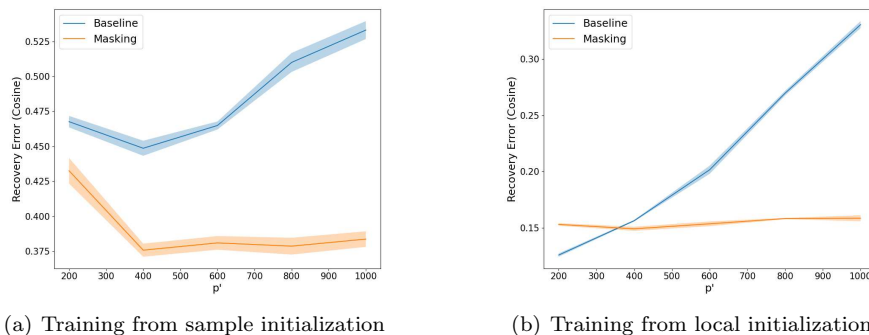 Baseline
Masking
0.525
0.500
0.475
0.450
0.425
0.400
0.375
Recovery Error (Cosine)
200 300 400 500 600 700 800 900 1000
p'
(a) Training from sample initialization
Baseline
Masking
0.30
0.25
0.20
0.15
Recovery Error (Cosine)
200 300 400 500 600 700 800 900 1000
p'
(b) Training from local initialization